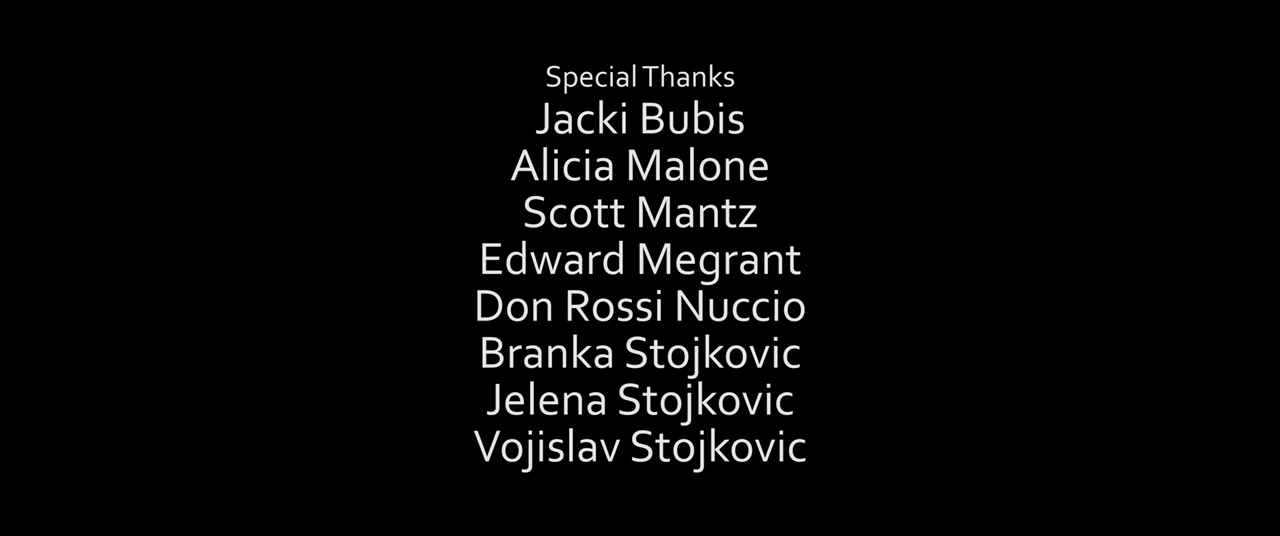 Special Thanks
Jacki Bubis
Alicia Malone
Scott Mantz
Edward Megrant
Don Rossi Nuccio
Branka Stojkovic
Jelena Stojkovic
Vojislav Stojkovic